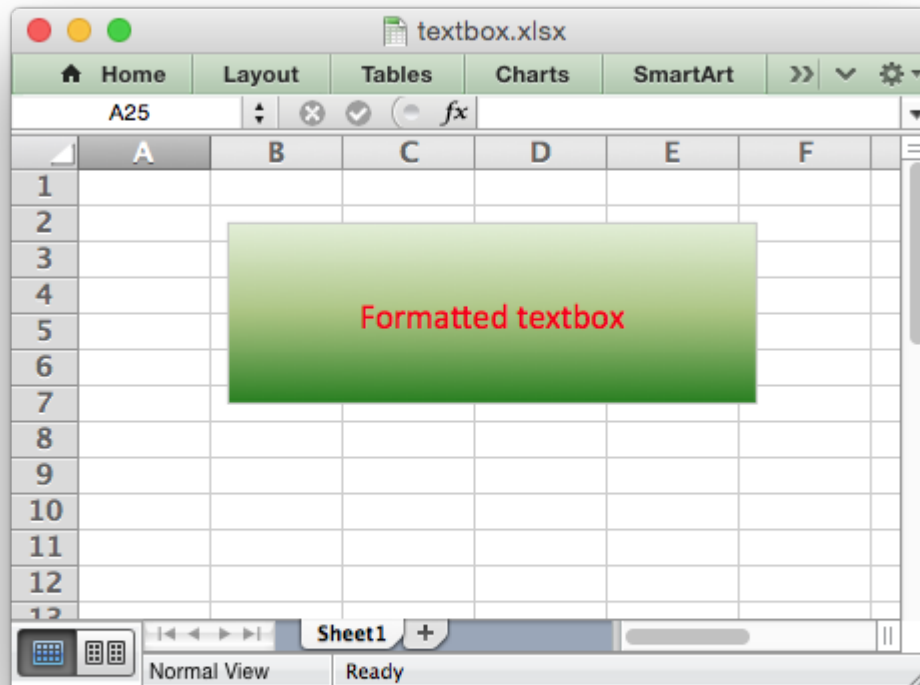 textbox.xlsx
Home Layout Tables Charts SmartArt
A25 fx
A B C D E F
1
2
3
4
Formatted textbox
5
6
7
8
9
10
11
12
13
Sheet1 +
Normal View Ready